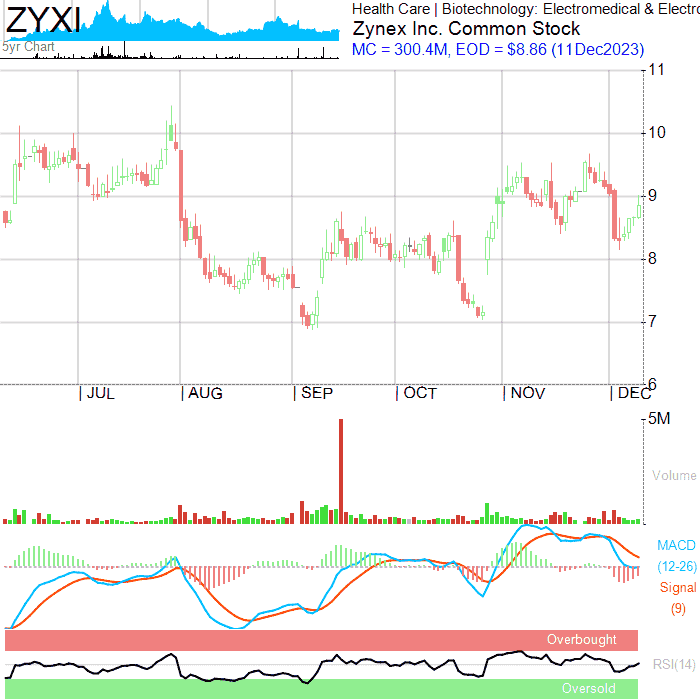 ZYXI
5yr Chart
Health Care | Biotechnology: Electromedical & Electro
Zynex Inc. Common Stock
MC = 300.4M, EOD = $8.86 (11Dec2023)
11
10
9
8
7
6
| JUL | AUG | SEP | OCT | NOV | DEC
5M
Volume
MACD
(12-26)
Signal
(9)
Overbought
RSI(14)
Oversold